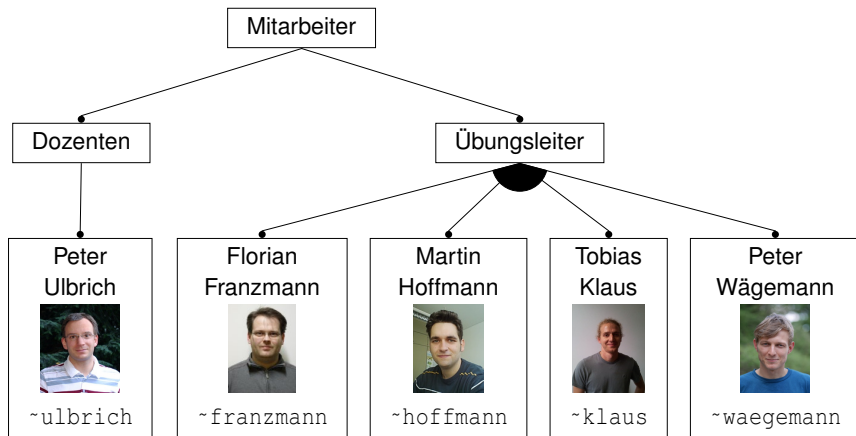 Mitarbeiter
Dozenten
Übungsleiter
Peter
Ulbrich
~ulbrich
Florian
Franzmann
~franzmann
Martin
Hoffmann
~hoffmann
Tobias
Klaus
~klaus
Peter
Wägemann
~waegemann